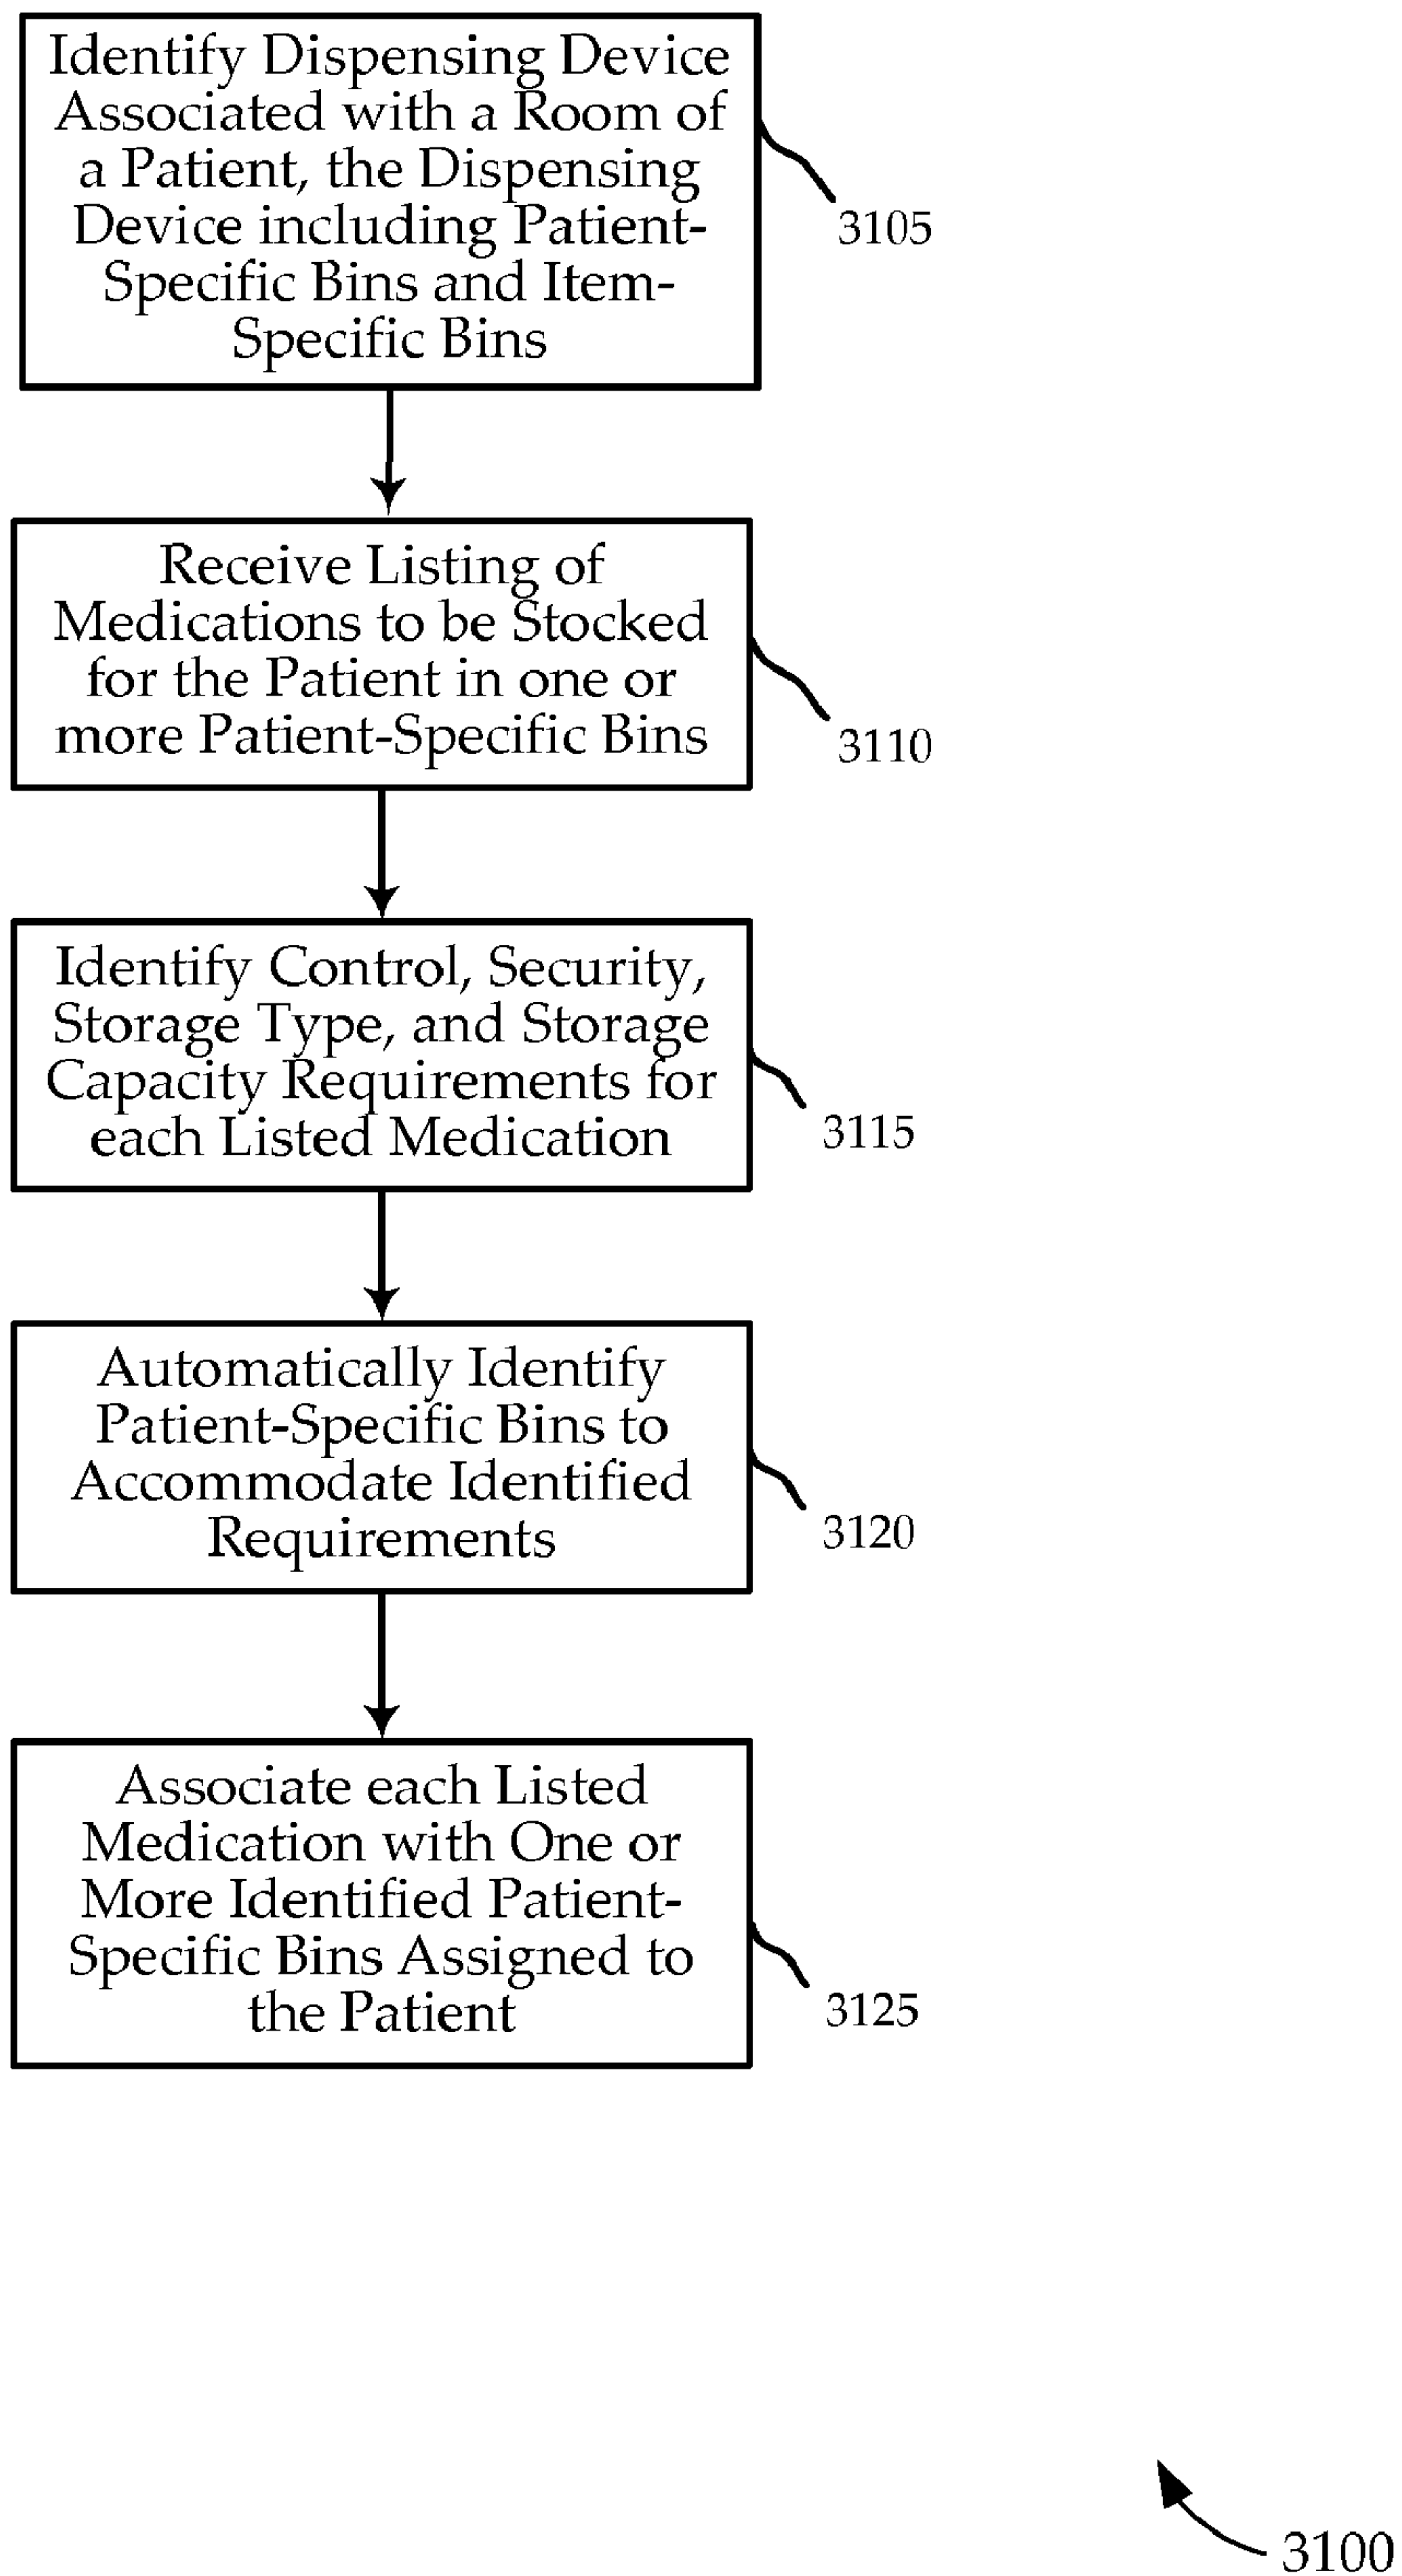 Identify Dispensing Device
Associated with a Room of
a Patient, the Dispensing
Device including Patient-
Specific Bins and Item-
Specific Bins
3105
Receive Listing of
Medications to be Stocked
for the Patient in one or
more Patient-Specific Bins
3110
Identify Control, Security,
Storage Type, and Storage
Capacity Requirements for
each Listed Medication
3115
Automatically Identify
Patient-Specific Bins to
Accommodate Identified
Requirements
3120
Associate each Listed
Medication with One or
More Identified Patient-
Specific Bins Assigned to
the Patient
3125
3100